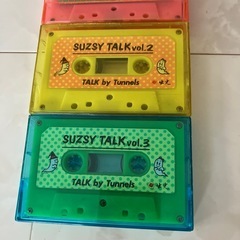 SUZSY TALK vol.2
TALK by Tunnels
SUZSY TALK vol.3
TALK by Tunnels